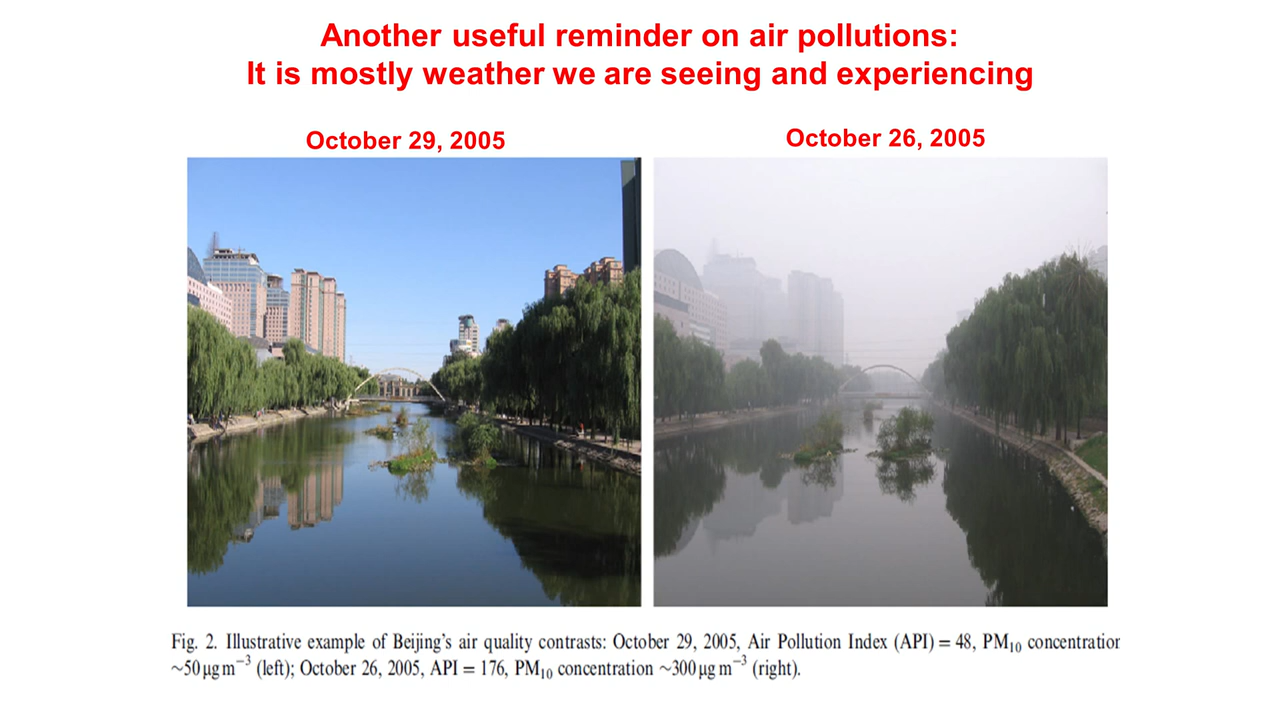 Another useful reminder on air pollutions:
It is mostly weather we are seeing and experiencing
October 29, 2005
October 26, 2005
Fig. 2. Illustrative example of Beijing's air quality contrasts: October 29, 2005, Air Pollution Index (API) = 48, PM₁₀ concentration
~50 μg m⁻³ (left); October 26, 2005, API = 176, PM₁₀ concentration ~300 μg m⁻³ (right).